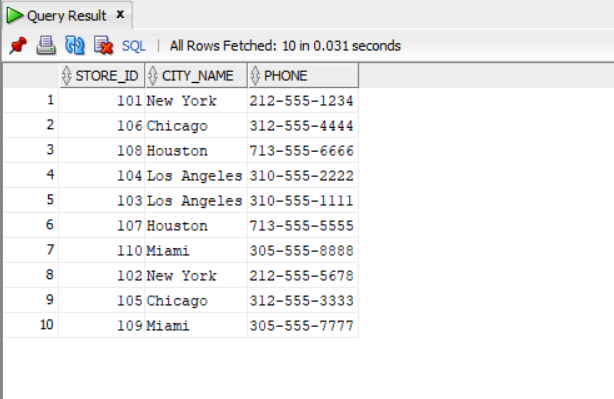 Query Result x
SQL | All Rows Fetched: 10 in 0.031 seconds
STORE_ID CITY_NAME PHONE
1 101 New York 212-555-1234
2 106 Chicago 312-555-4444
3 108 Houston 713-555-6666
4 104 Los Angeles 310-555-2222
5 103 Los Angeles 310-555-1111
6 107 Houston 713-555-5555
7 110 Miami 305-555-8888
8 102 New York 212-555-5678
9 105 Chicago 312-555-3333
10 109 Miami 305-555-7777